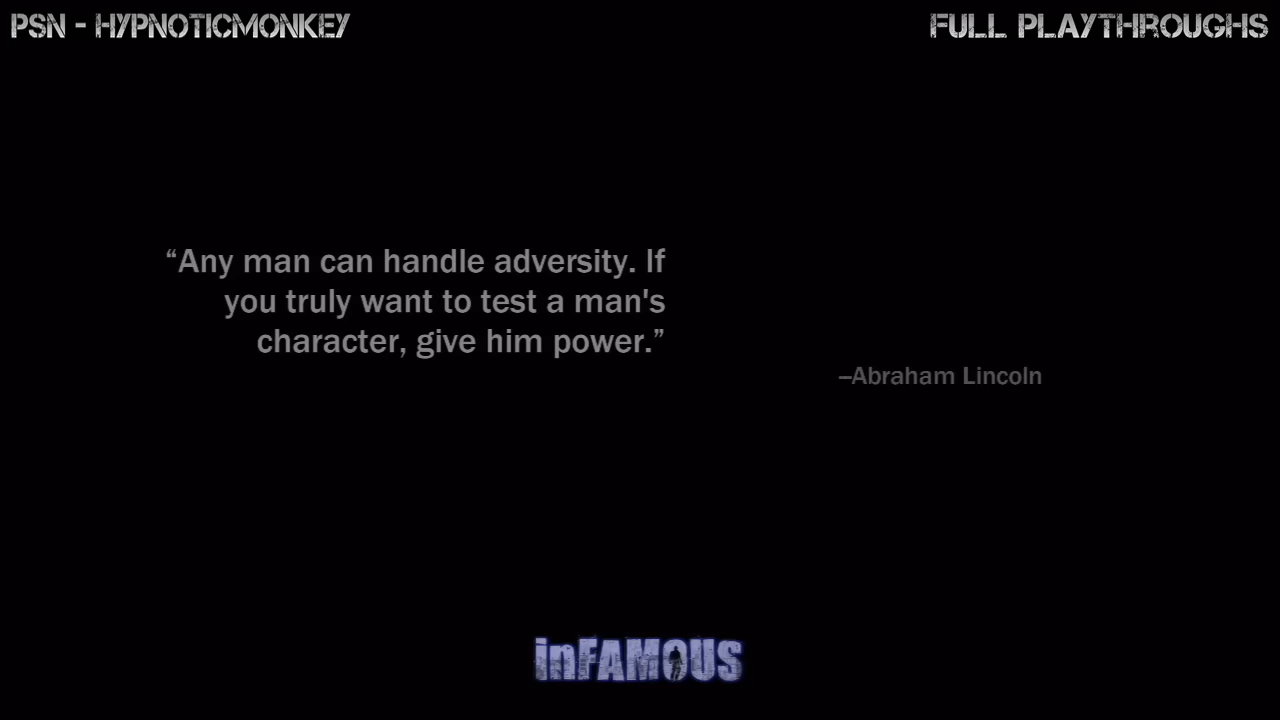 PSN - HYPNOTICMONKEY
FULL PLAYTHROUGHS
“Any man can handle adversity. If
you truly want to test a man's
character, give him power.”
–Abraham Lincoln
inFAMOUS